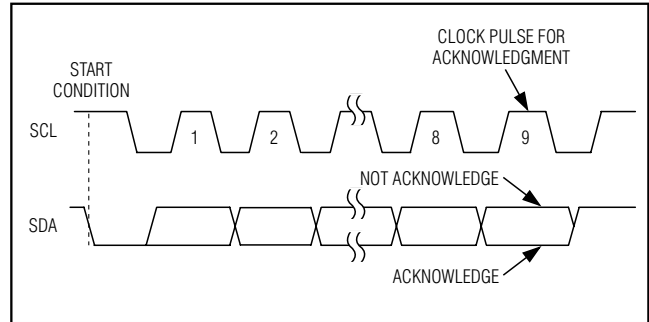 CLOCK PULSE FOR
ACKNOWLEDGMENT
START
CONDITION
SCL
1
2
8
9
NOT ACKNOWLEDGE
SDA
ACKNOWLEDGE